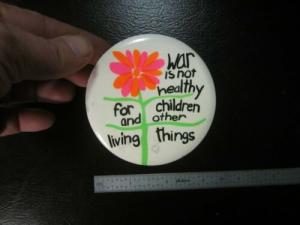 war
is not
healthy
for children
and other
living things